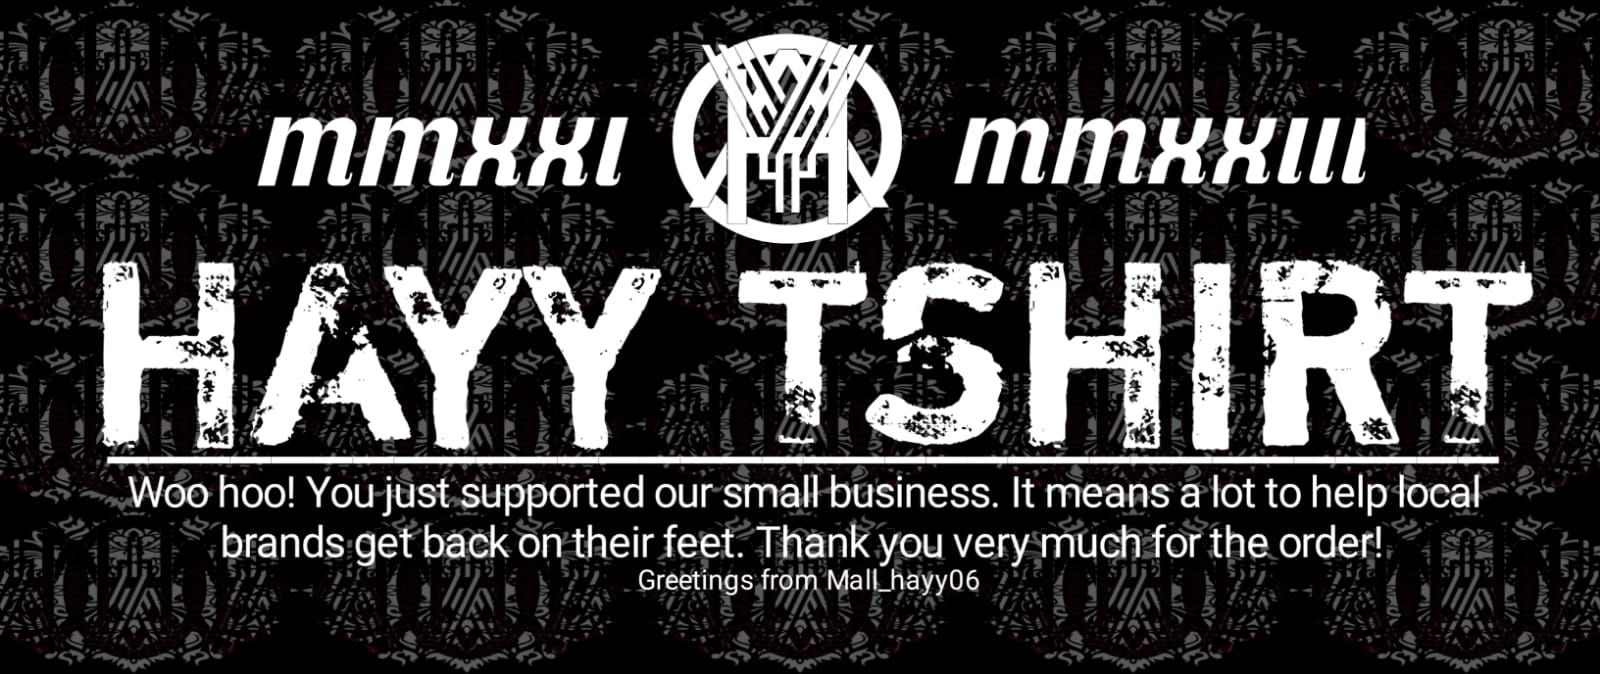 mmxxI mmxxIII
HAYY TSHIRT
Woo hoo! You just supported our small business. It means a lot to help local
brands get back on their feet. Thank you very much for the order!
Greetings from Mall_hayy06